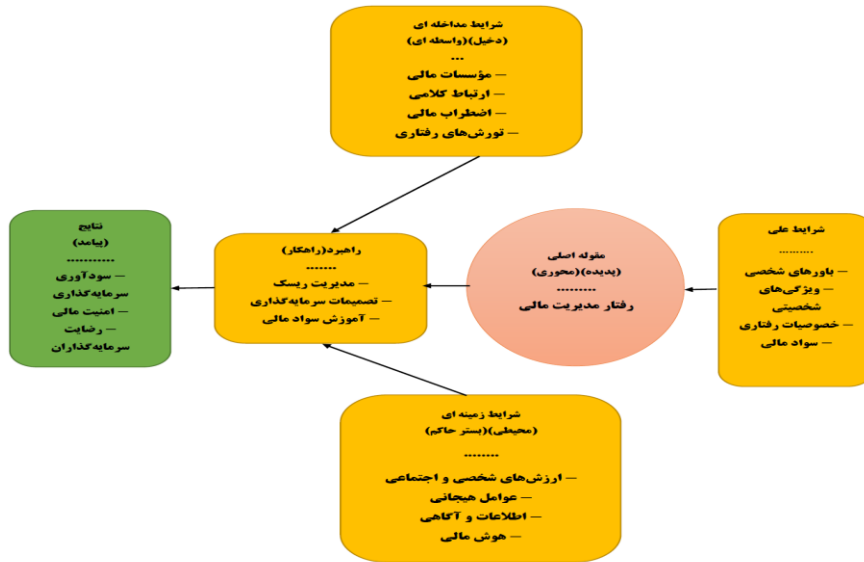 شرایط مداخله ای
(دخیل)(واسطه ای)
...
— مؤسسات مالی
— ارتباط کلامی
— اضطراب مالی
— تورش‌های رفتاری
شرایط علی
..........
— باورهای شخصی
— ویژگی‌های
شخصیتی
— خصوصیات رفتاری
— سواد مالی
مقوله اصلی
(پدیده)(محوری)
.........
رفتار مدیریت مالی
راهبرد(راهکار)
.......
— مدیریت ریسک
— تصمیمات سرمایه‌گذاری
— آموزش سواد مالی
نتایج
(پیامد)
...........
— سودآوری
سرمایه‌گذاری
— امنیت مالی
— رضایت
سرمایه‌گذاران
شرایط زمینه ای
(محیطی)(بستر حاکم)
........
— ارزش‌های شخصی و اجتماعی
— عوامل هیجانی
— اطلاعات و آگاهی
— هوش مالی